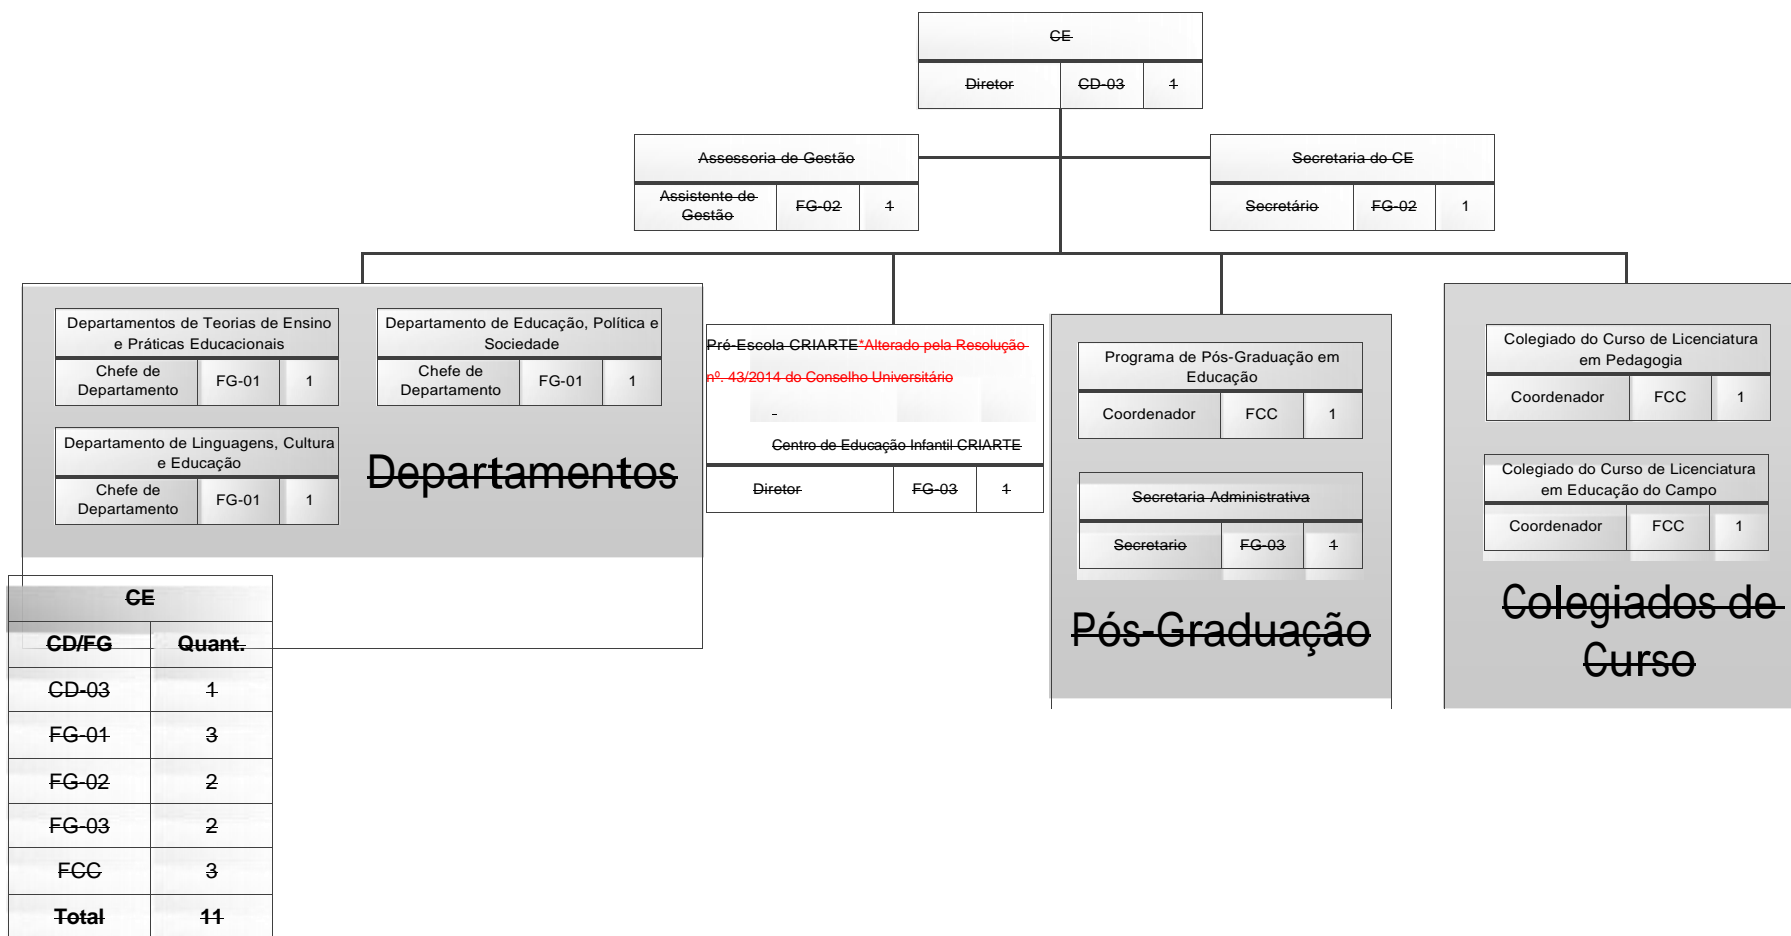 CE
Diretor CD-03 1
Assessoria de Gestão
Assistente de
Gestão
FG-02 1
Secretaria do CE
Secretário FG-02 1
Departamentos de Teorias de Ensino
e Práticas Educacionais
Chefe de
Departamento
FG-01 1
Departamento de Educação, Política e
Sociedade
Chefe de
Departamento
FG-01 1
Departamento de Linguagens, Cultura
e Educação
Chefe de
Departamento
FG-01 1
Departamentos
Pré-Escola CRIARTE*Alterado pela Resolução
nº. 43/2014 do Conselho Universitário
-
Centro de Educação Infantil CRIARTE
Diretor FG-03 1
Programa de Pós-Graduação em
Educação
Coordenador FCC 1
Secretaria Administrativa
Secretario FG-03 1
Pós-Graduação
Colegiado do Curso de Licenciatura
em Pedagogia
Coordenador FCC 1
Colegiado do Curso de Licenciatura
em Educação do Campo
Coordenador FCC 1
Colegiados de
Curso
CE
CD/FG Quant.
CD-03 1
FG-01 3
FG-02 2
FG-03 2
FCC 3
Total 11